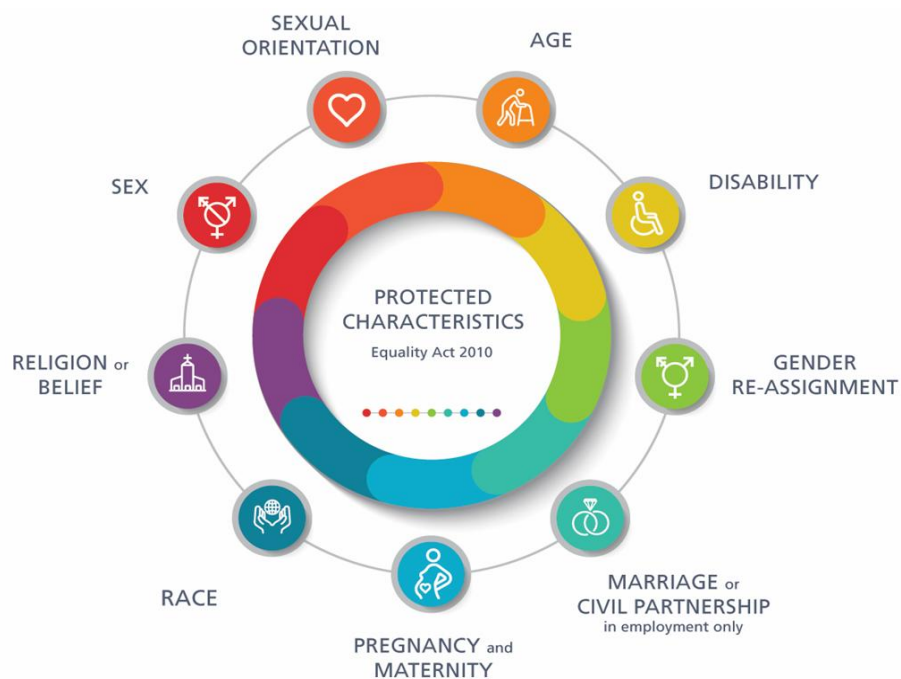 SEXUAL
ORIENTATION
AGE
SEX
DISABILITY
PROTECTED
CHARACTERISTICS
Equality Act 2010
RELIGION or
BELIEF
GENDER
RE-ASSIGNMENT
RACE
MARRIAGE or
CIVIL PARTNERSHIP
in employment only
PREGNANCY and
MATERNITY